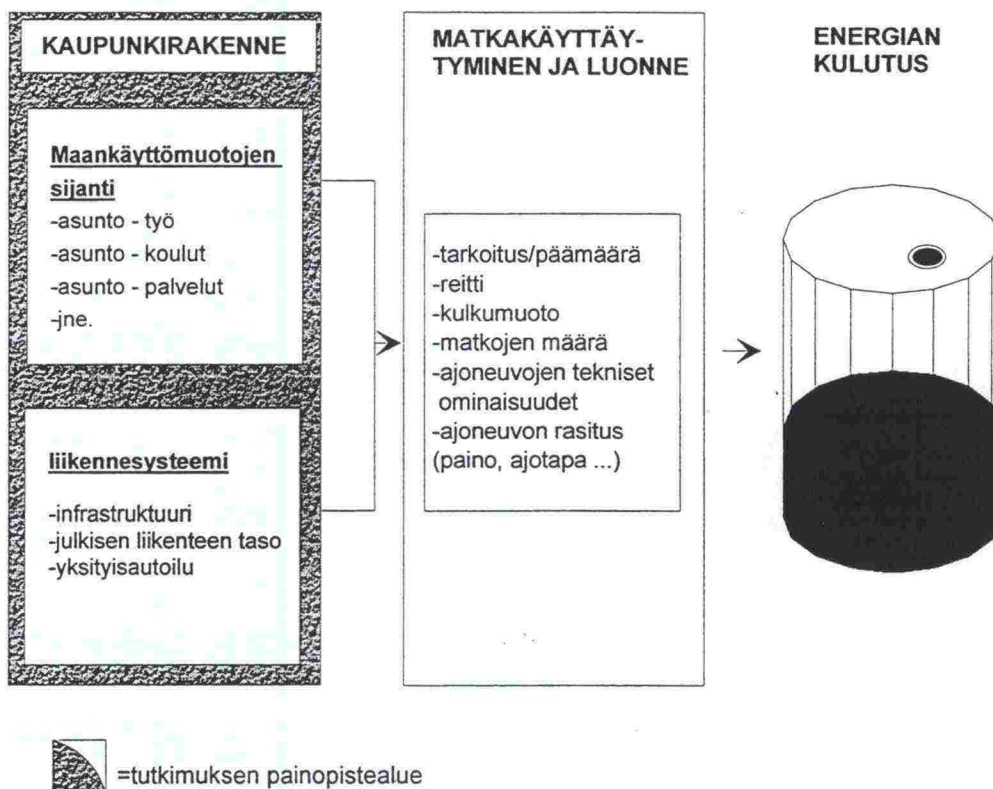 KAUPUNKIRAKENNE
Maankäyttömuotojen
sijanti
-asunto - työ
-asunto - koulut
-asunto - palvelut
-jne.
liikennesysteemi
-infrastruktuuri
-julkisen liikenteen taso
-yksityisautoilu
MATKAKÄYTTÄY-
TYMINEN JA LUONNE
-tarkoitus/päämäärä
-reitti
-kulkumuoto
-matkojen määrä
-ajoneuvojen tekniset
ominaisuudet
-ajoneuvon rasitus
(paino, ajotapa ...)
ENERGIAN
KULUTUS
=tutkimuksen painopistealue